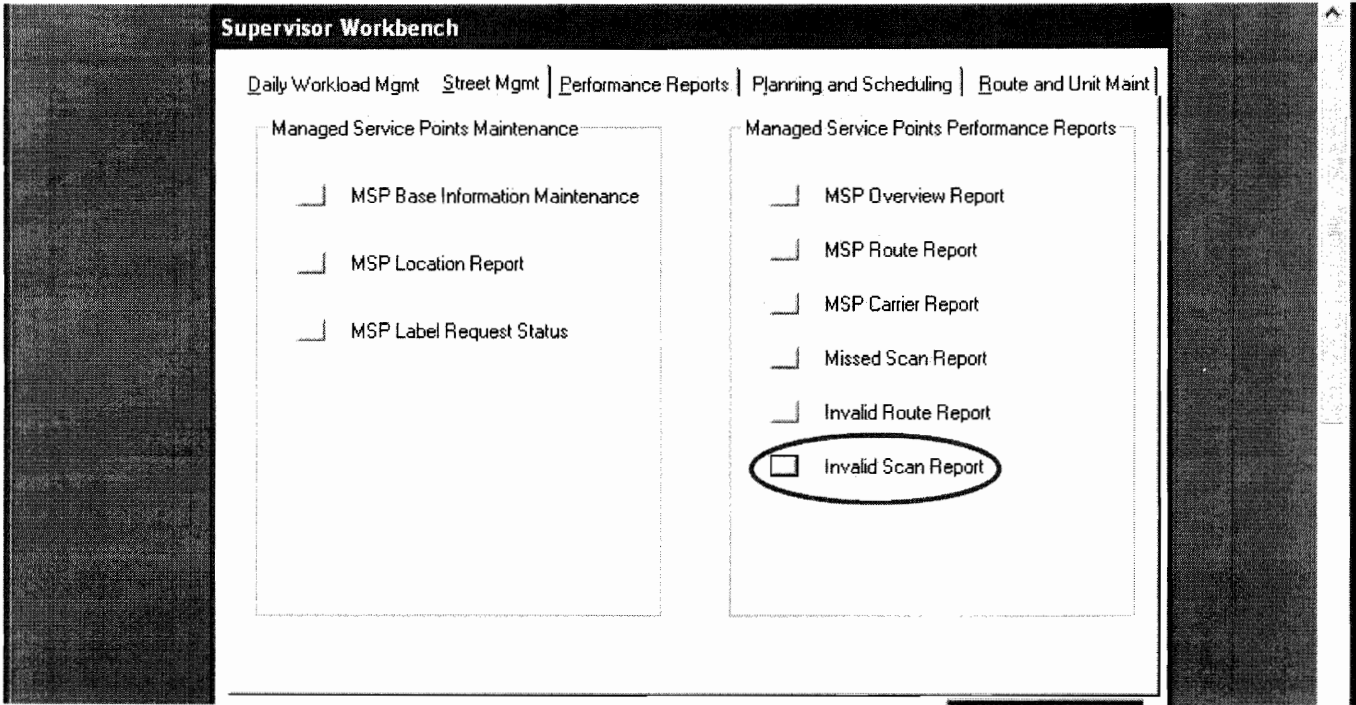 Supervisor Workbench
Daily Workload Mgmt Street Mgmt Performance Reports Planning and Scheduling Route and Unit Maint
Managed Service Points Maintenance
MSP Base Information Maintenance
MSP Location Report
MSP Label Request Status
Managed Service Points Performance Reports
MSP Overview Report
MSP Route Report
MSP Carrier Report
Missed Scan Report
Invalid Route Report
Invalid Scan Report